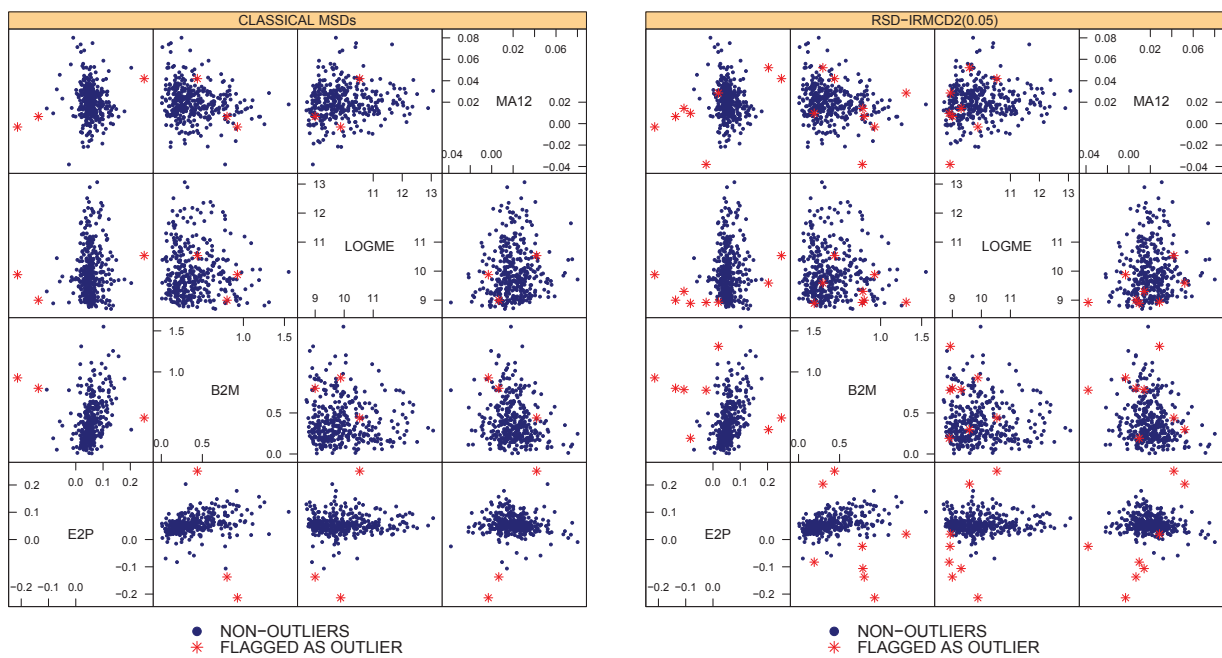 CLASSICAL MSDs
0.02 0.06
0.08
0.06
0.04
MA12
0.02
0.02
0.00
−0.02
0.04 0.00
−0.04
13
11 12 13
12
11
11
LOGME
10
9
9 10 11
1.5
1.0 1.5
1.0
B2M
0.5
0.0 0.5
0.0
0.0 0.1 0.2
0.2
0.1
0.0
0.0
E2P
−0.1
−0.2 −0.1 0.0
−0.2
NON−OUTLIERS
FLAGGED AS OUTLIER
RSD−IRMCD2(0.05)
0.02 0.06
0.08
0.06
0.04
MA12
0.02
0.02
0.00
−0.02
0.04 0.00
−0.04
13
11 12 13
12
11
11
LOGME
10
9
9 10 11
1.5
1.0 1.5
1.0
B2M
0.5
0.0 0.5
0.0
0.0 0.1 0.2
0.2
0.1
0.0
0.0
E2P
−0.1
−0.2 −0.1 0.0
−0.2
NON−OUTLIERS
FLAGGED AS OUTLIER